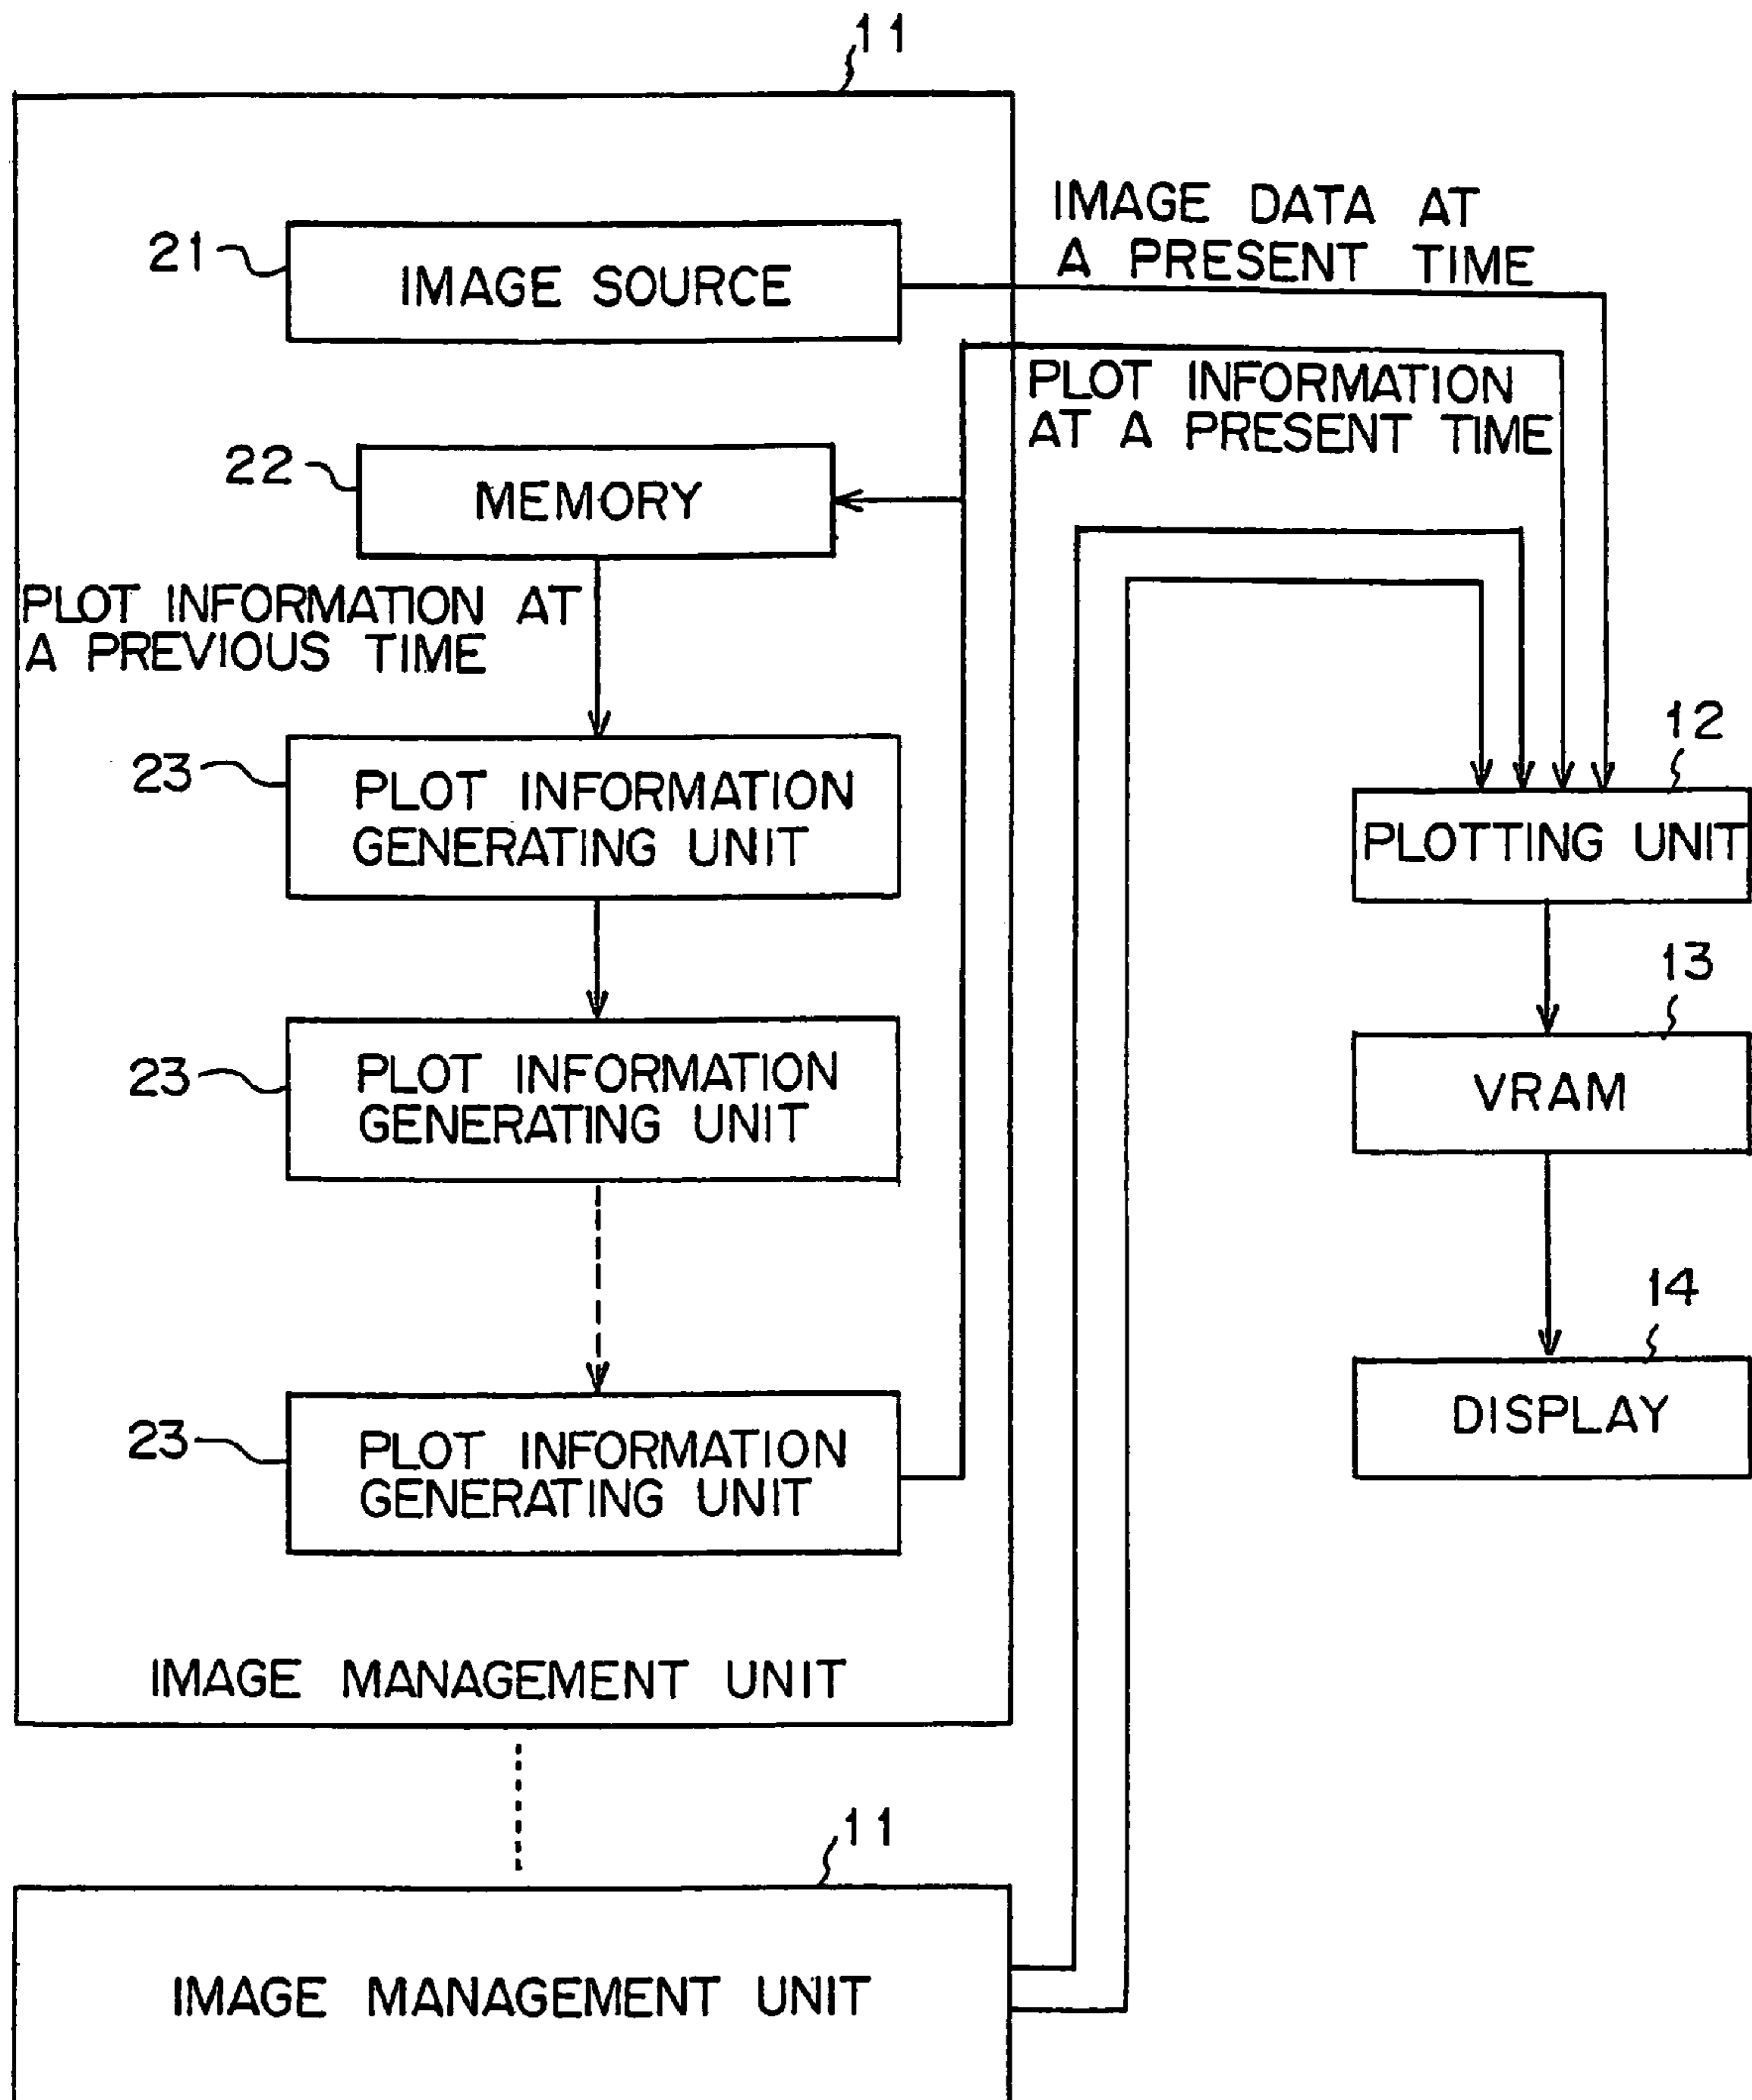 11
IMAGE DATA AT
A PRESENT TIME
21
IMAGE SOURCE
PLOT INFORMATION
AT A PRESENT TIME
22
MEMORY
PLOT INFORMATION AT
A PREVIOUS TIME
12
23
PLOT INFORMATION
GENERATING UNIT
PLOTTING UNIT
13
23
PLOT INFORMATION
GENERATING UNIT
VRAM
14
23
PLOT INFORMATION
GENERATING UNIT
DISPLAY
IMAGE MANAGEMENT UNIT
11
IMAGE MANAGEMENT UNIT